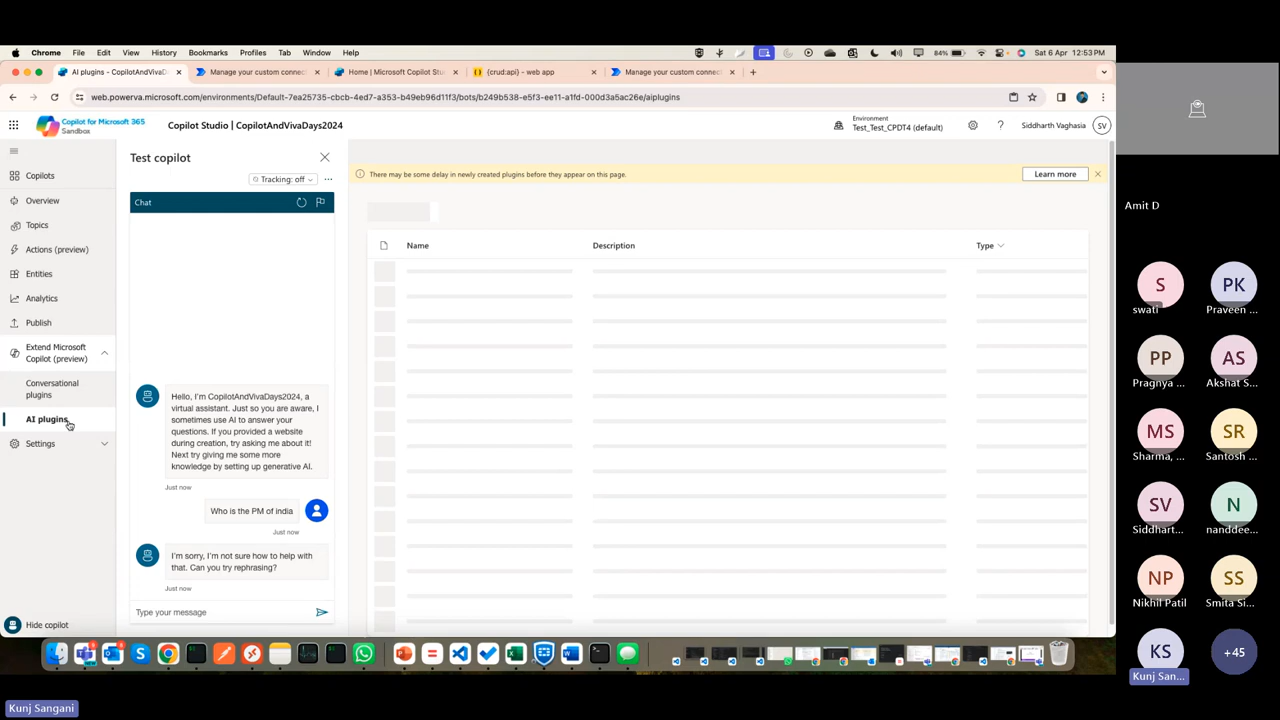 Chrome File Edit View History Bookmarks Profiles Tab Window Help
84% Sat 6 Apr 12:53 PM
AI plugins - CopilotAndVivaD
Manage your custom connec
Home | Microsoft Copilot Stu
{crud:api} - web app
Manage your custom connec
web.powerva.microsoft.com/environments/Default-7ea25735-cbcb-4ed7-a353-b49eb96d11f3/bots/b249b538-e5f3-ee11-a1fd-000d3a5ac26e/aiplugins
Copilot for Microsoft 365
Sandbox
Copilot Studio | CopilotAndVivaDays2024
Environment
Test_Test_CPDT4 (default)
?
Siddharth Vaghasia
SV
Copilots
Overview
Topics
Actions (preview)
Entities
Analytics
Publish
Extend Microsoft
Copilot (preview)
Conversational
plugins
AI plugins
Settings
Hide copilot
Test copilot
Tracking: off
Chat
Hello, I'm CopilotAndVivaDays2024, a
virtual assistant. Just so you are aware, I
sometimes use AI to answer your
questions. If you provided a website
during creation, try asking me about it!
Next try giving me some more
knowledge by setting up generative AI.
Just now
Who is the PM of india
Just now
I'm sorry, I'm not sure how to help with
that. Can you try rephrasing?
Just now
Type your message
There may be some delay in newly created plugins before they appear on this page.
Learn more
Name Description Type
Amit D
S
swati
PK
Praveen ...
PP
Pragnya ...
AS
Akshat S...
MS
Sharma, ...
SR
Santosh ...
SV
Siddhart...
N
nanddee...
NP
Nikhil Patil
SS
Smita Si...
KS
Kunj San...
+45
Kunj Sangani